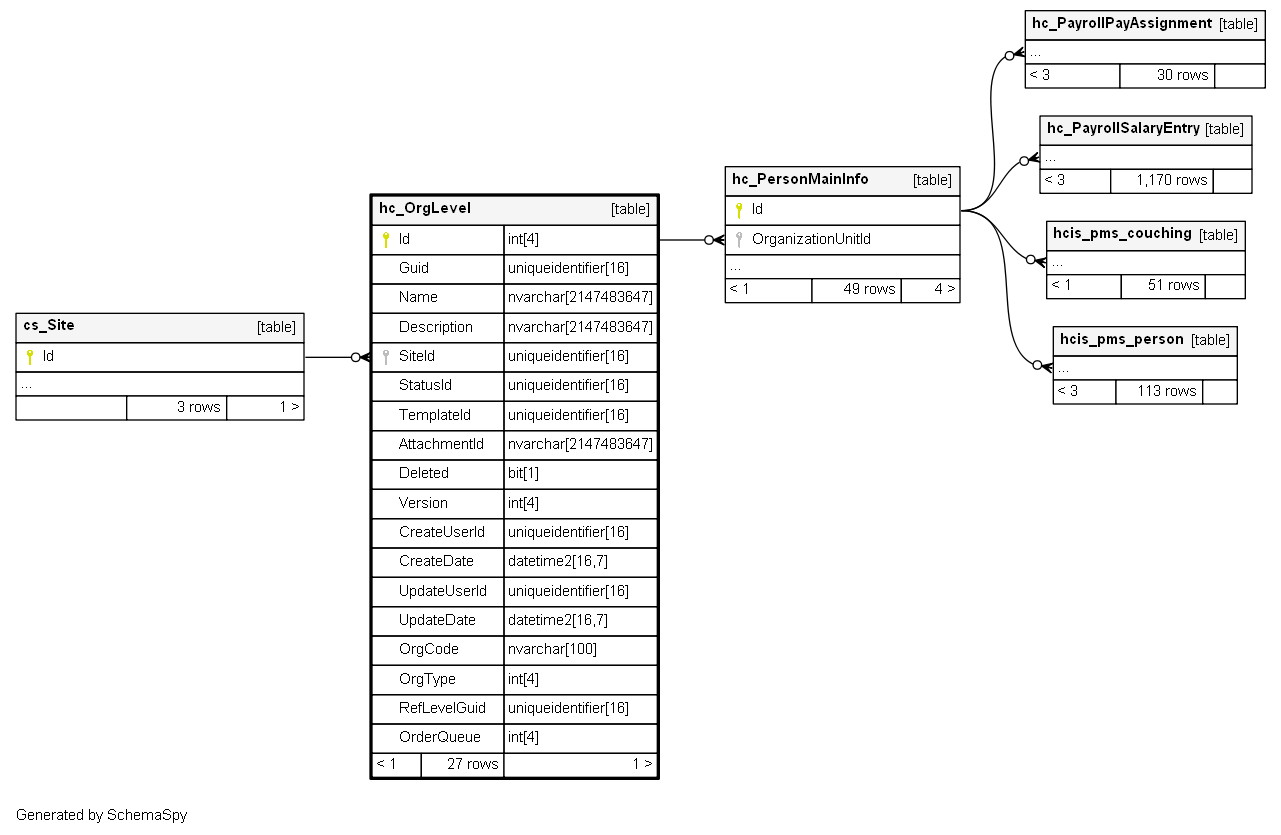 hc_PayrollPayAssignment [table]
...
< 3 30 rows
hc_PayrollSalaryEntry [table]
...
< 3 1,170 rows
hc_PersonMainInfo [table]
Id
OrganizationUnitId
...
< 1 49 rows 4 >
hcis_pms_couching [table]
...
< 1 51 rows
hcis_pms_person [table]
...
< 3 113 rows
hc_OrgLevel [table]
Id int[4]
Guid uniqueidentifier[16]
Name nvarchar[2147483647]
Description nvarchar[2147483647]
SiteId uniqueidentifier[16]
StatusId uniqueidentifier[16]
TemplateId uniqueidentifier[16]
AttachmentId nvarchar[2147483647]
Deleted bit[1]
Version int[4]
CreateUserId uniqueidentifier[16]
CreateDate datetime2[16,7]
UpdateUserId uniqueidentifier[16]
UpdateDate datetime2[16,7]
OrgCode nvarchar[100]
OrgType int[4]
RefLevelGuid uniqueidentifier[16]
OrderQueue int[4]
< 1 27 rows 1 >
cs_Site [table]
Id
...
3 rows 1 >
Generated by SchemaSpy